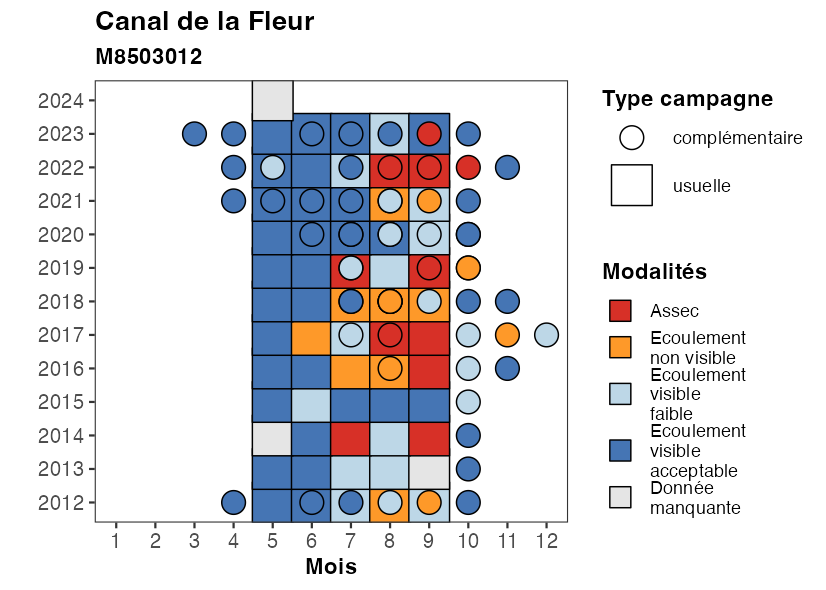 Canal de la Fleur
M8503012
2024
2023
2022
2021
2020
2019
2018
2017
2016
2015
2014
2013
2012
1 2 3 4 5 6 7 8 9 10 11 12
Mois
Type campagne
complémentaire
usuelle
Modalités
Assec
Ecoulement
non visible
Ecoulement
visible
faible
Ecoulement
visible
acceptable
Donnée
manquante